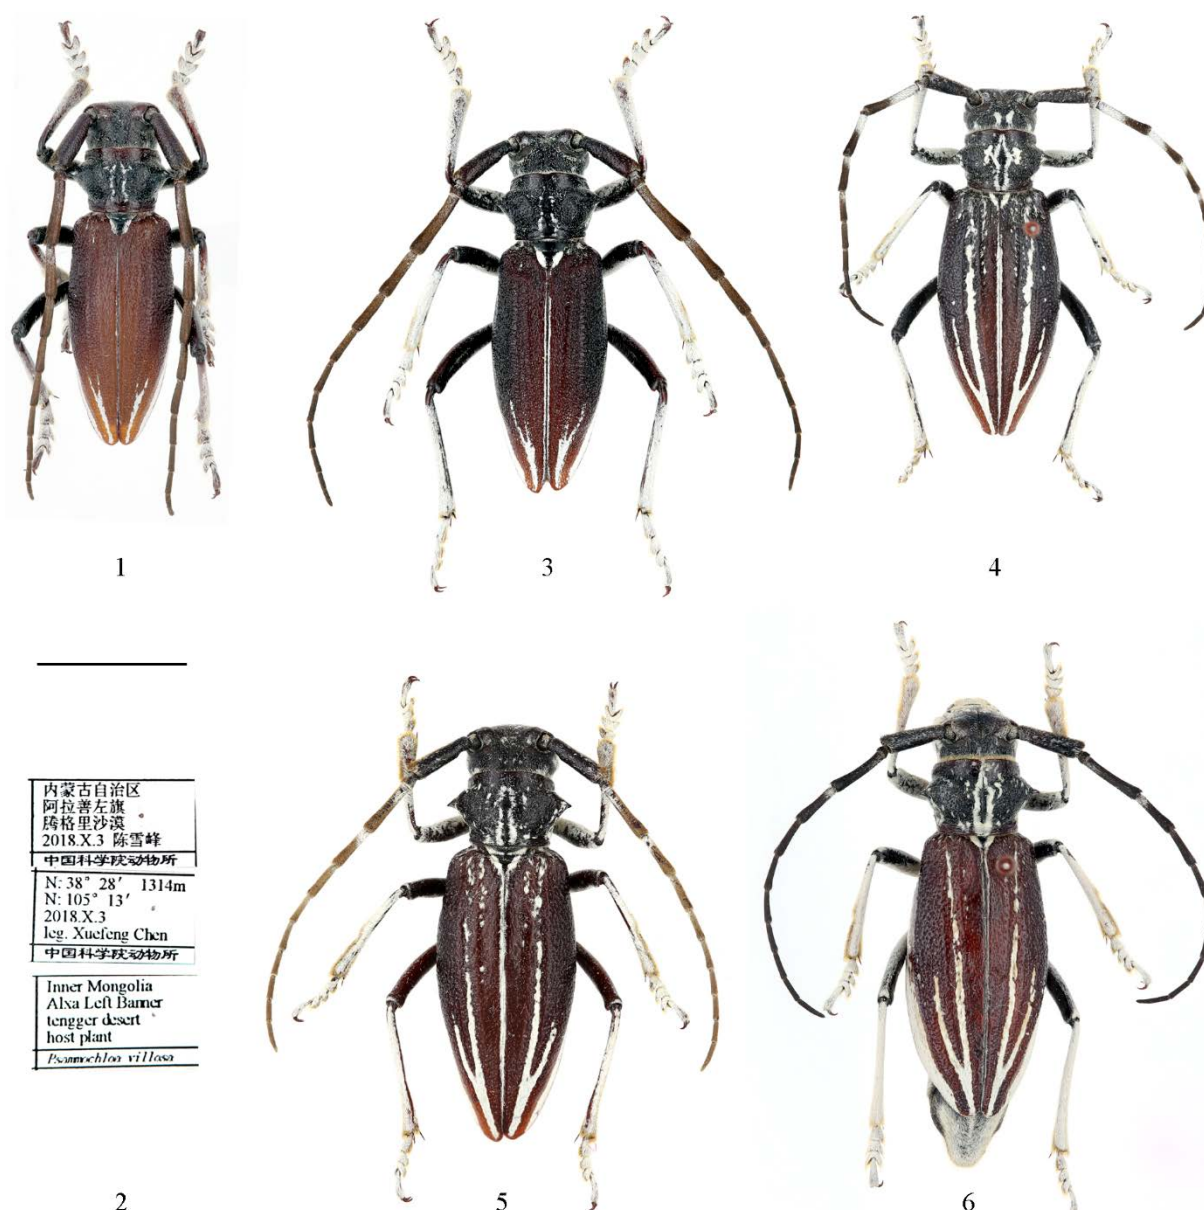 1
3
4
内蒙古自治区
阿拉善左旗
腾格里沙漠
2018.X.3 陈雪峰
中国科学院动物所
N: 38° 28′ 1314m
N: 105° 13′
2018.X.3
leg. Xuefeng Chen
中国科学院动物所
Inner Mongolia
Alxa Left Banner
tengger desert
host plant
Psammochloa villosa
2
5
6